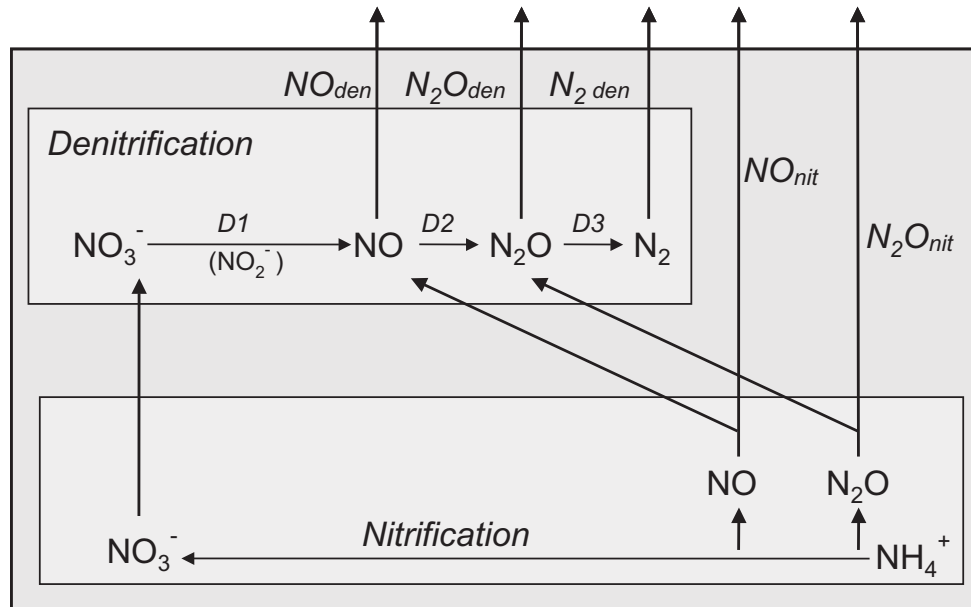 NOden N₂Oden N₂ den
Denitrification
NOnit
N₂Onit
D1 D2 D3
NO₃⁻ NO N₂O N₂
(NO₂⁻)
NO N₂O
Nitrification
NO₃⁻ NH₄⁺